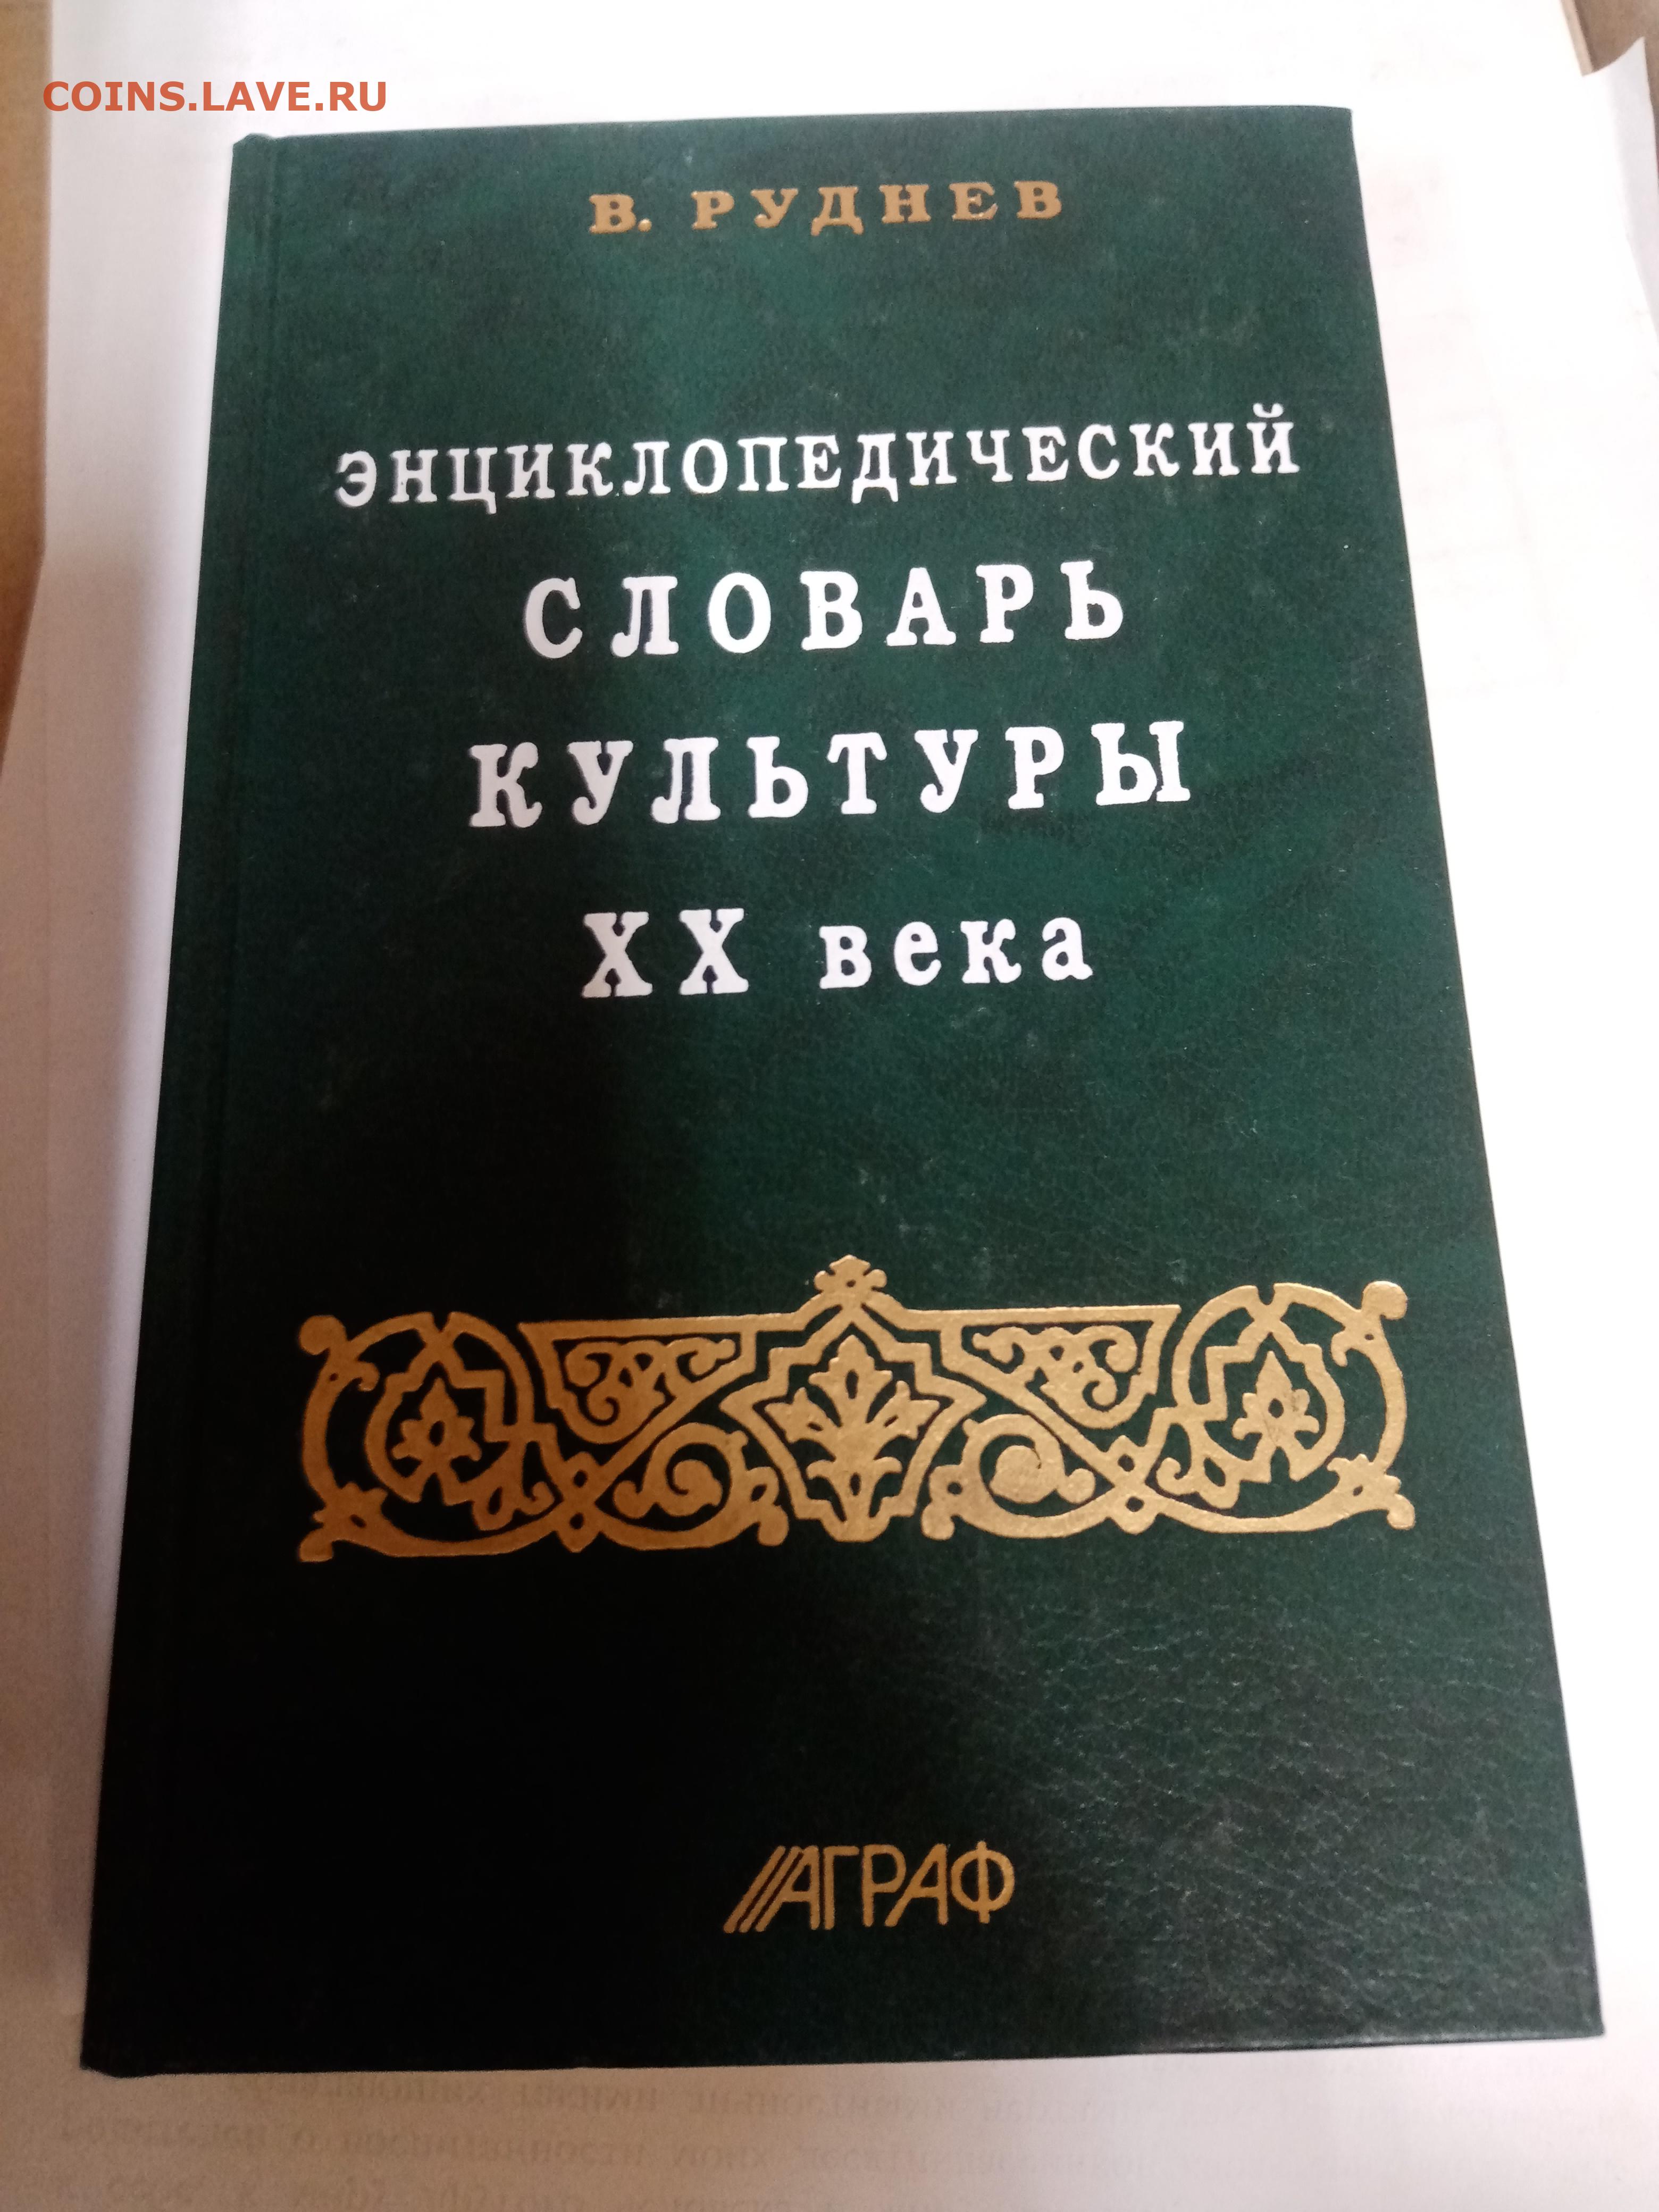 COINS.LAVE.RU
В. РУДНЕВ
ЭНЦИКЛОПЕДИЧЕСКИЙ
СЛОВАРЬ
КУЛЬТУРЫ
XX века
АГРАФ